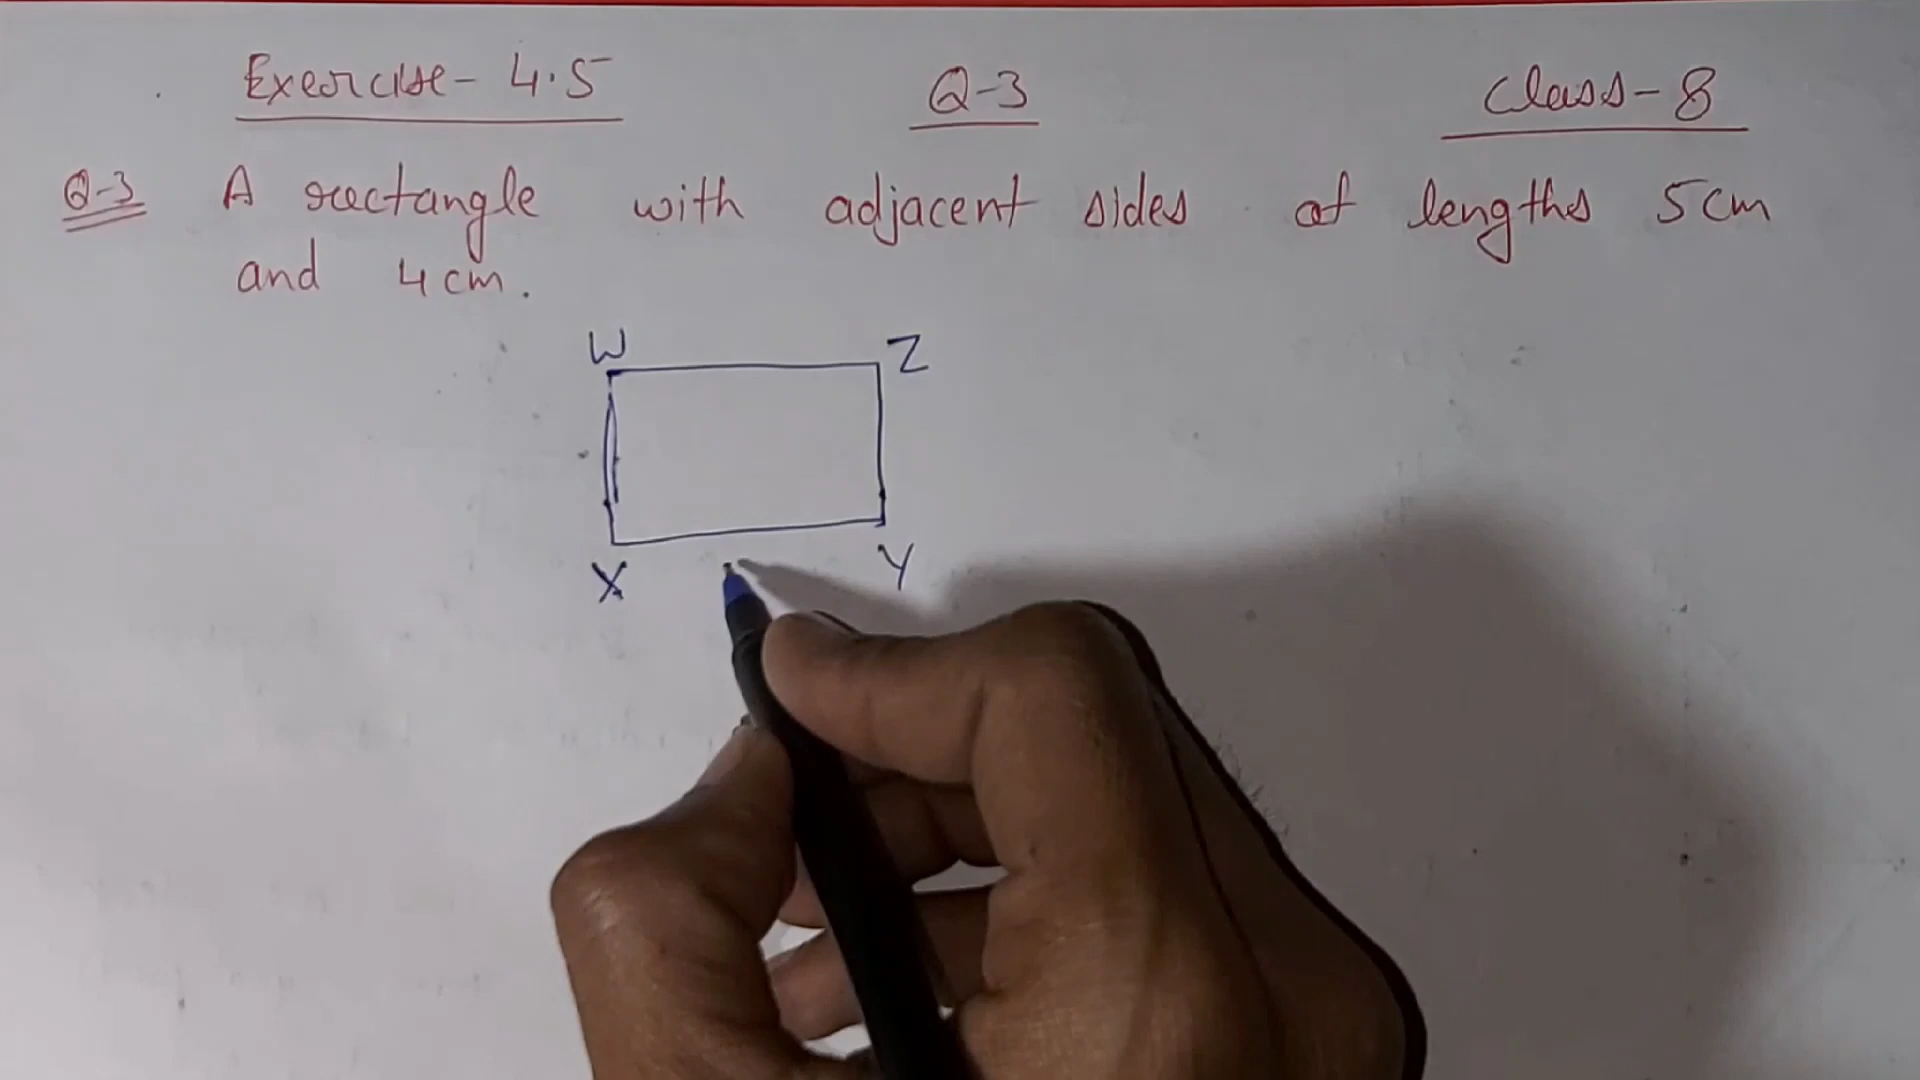 Exercise - 4.5 Q-3 Class - 8
Q-3 A rectangle with adjacent sides of lengths 5 cm
and 4 cm.
W Z
X Y